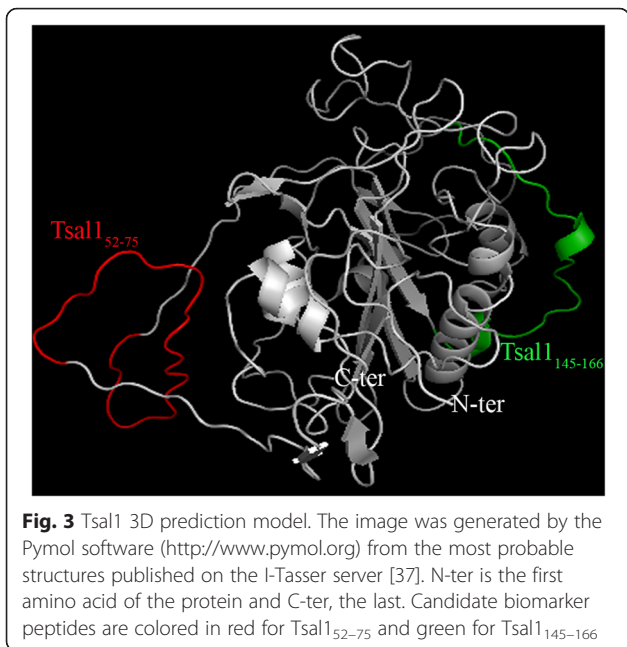 Tsal1₅₂₋₇₅
Tsal1₁₄₅₋₁₆₆
C-ter
N-ter
Fig. 3 Tsal1 3D prediction model. The image was generated by the
Pymol software (http://www.pymol.org) from the most probable
structures published on the I-Tasser server [37]. N-ter is the first
amino acid of the protein and C-ter, the last. Candidate biomarker
peptides are colored in red for Tsal1₅₂₋₇₅ and green for Tsal1₁₄₅₋₁₆₆